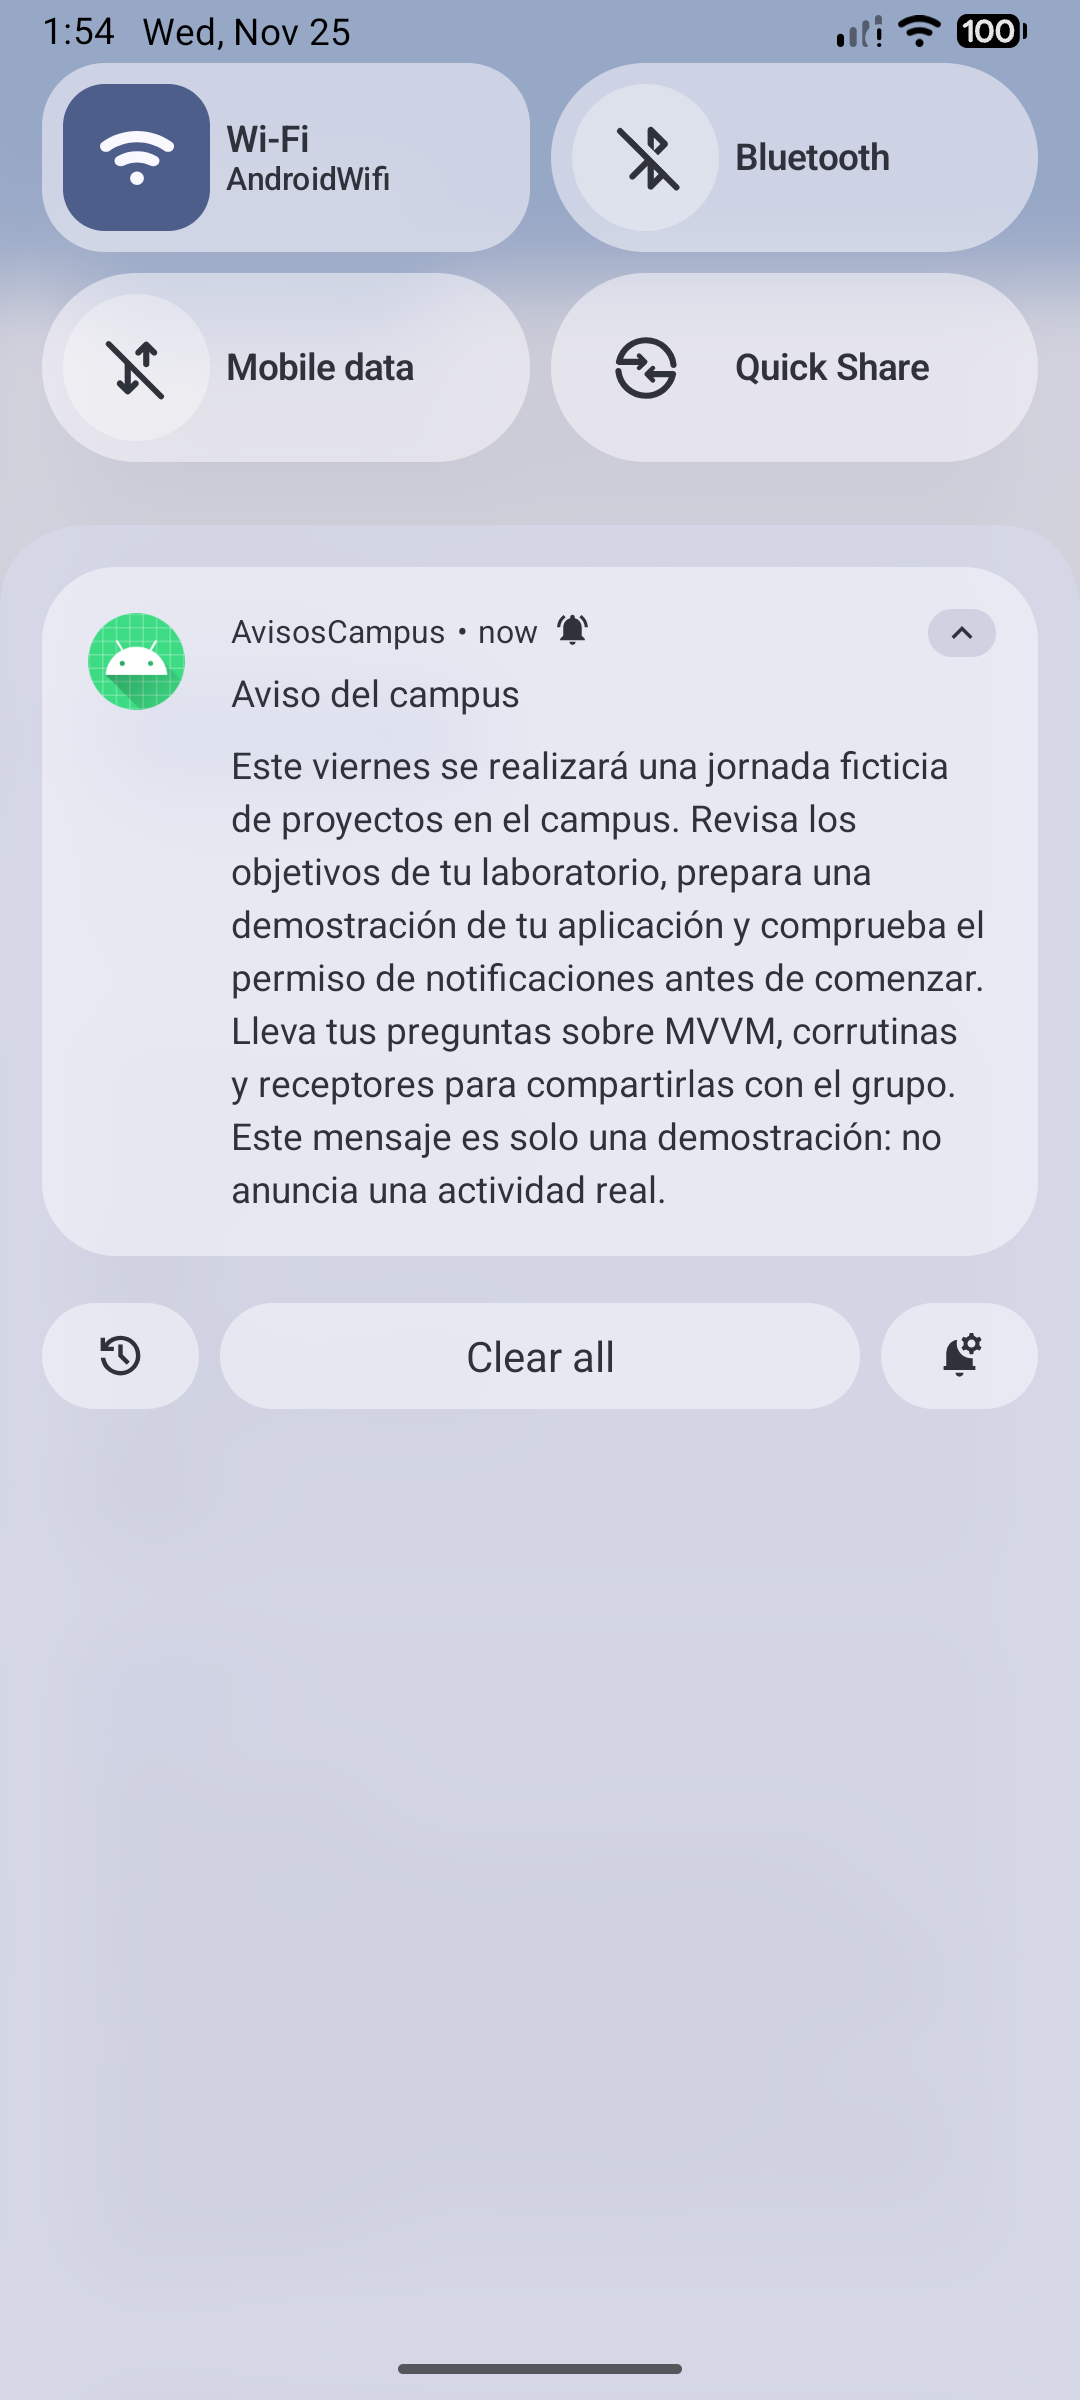 1:54 Wed, Nov 25 100
Wi-Fi
AndroidWifi
Bluetooth
Mobile data
Quick Share
AvisosCampus • now
Aviso del campus
Este viernes se realizará una jornada ficticia
de proyectos en el campus. Revisa los
objetivos de tu laboratorio, prepara una
demostración de tu aplicación y comprueba el
permiso de notificaciones antes de comenzar.
Lleva tus preguntas sobre MVVM, corrutinas
y receptores para compartirlas con el grupo.
Este mensaje es solo una demostración: no
anuncia una actividad real.
Clear all